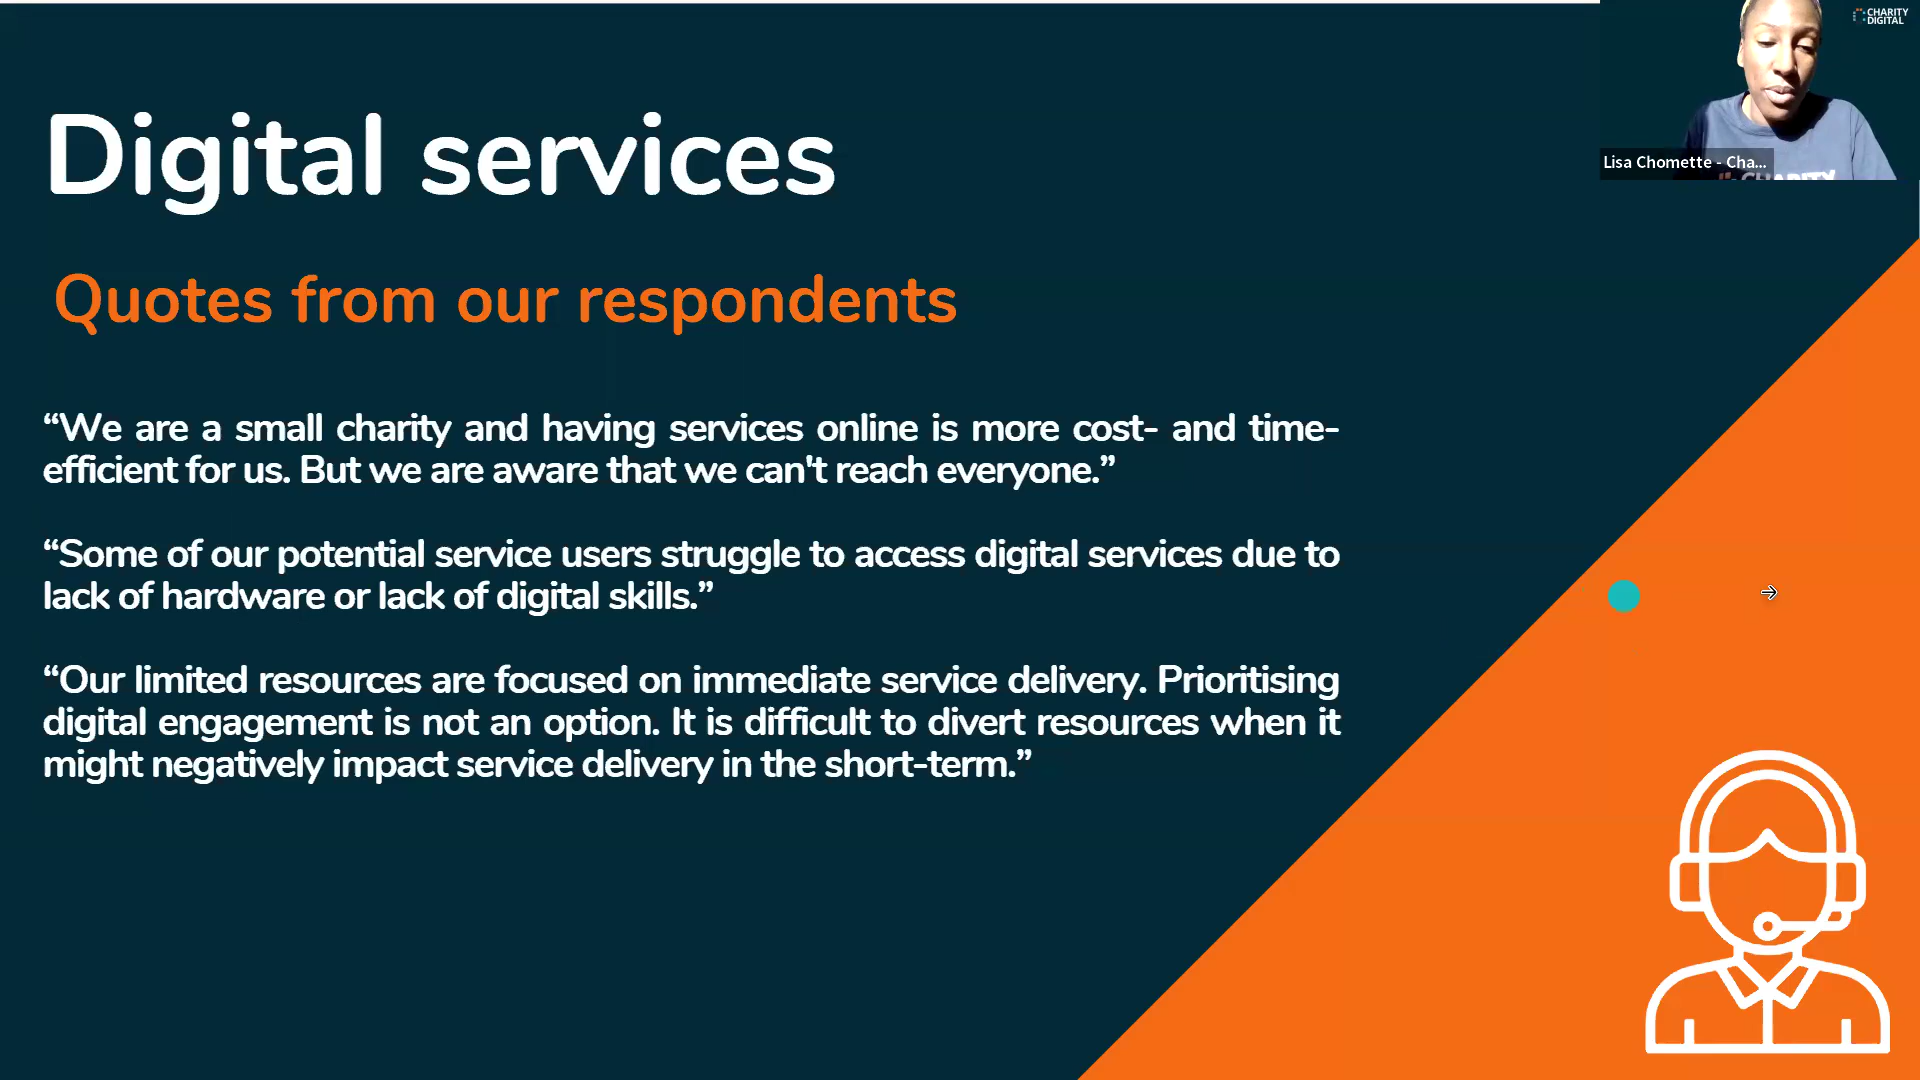 CHARITY
DIGITAL
Lisa Chomette - Cha...
CHARITY
Digital services
Quotes from our respondents
“We are a small charity and having services online is more cost- and time-
efficient for us. But we are aware that we can't reach everyone.”
“Some of our potential service users struggle to access digital services due to
lack of hardware or lack of digital skills.”
“Our limited resources are focused on immediate service delivery. Prioritising
digital engagement is not an option. It is difficult to divert resources when it
might negatively impact service delivery in the short-term.”